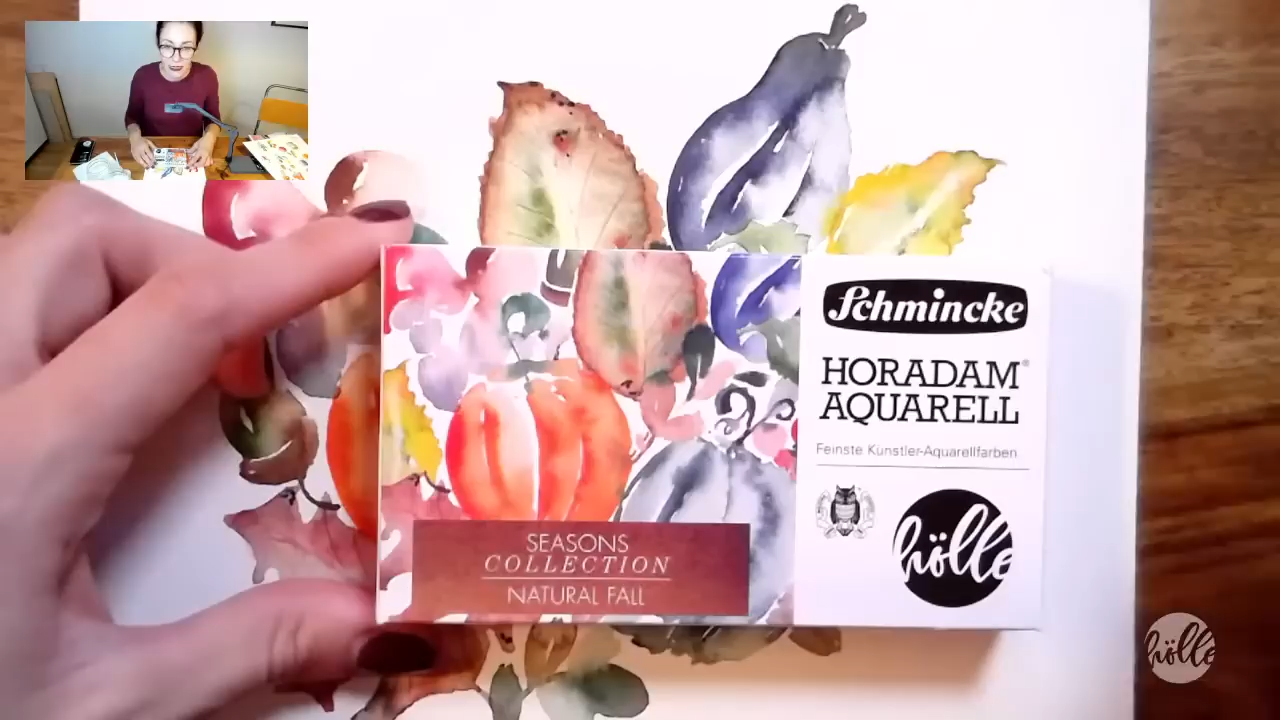 Schmincke
HORADAM®
AQUARELL
Feinste Künstler-Aquarellfarben
hölle
SEASONS
COLLECTION
NATURAL FALL
hölle